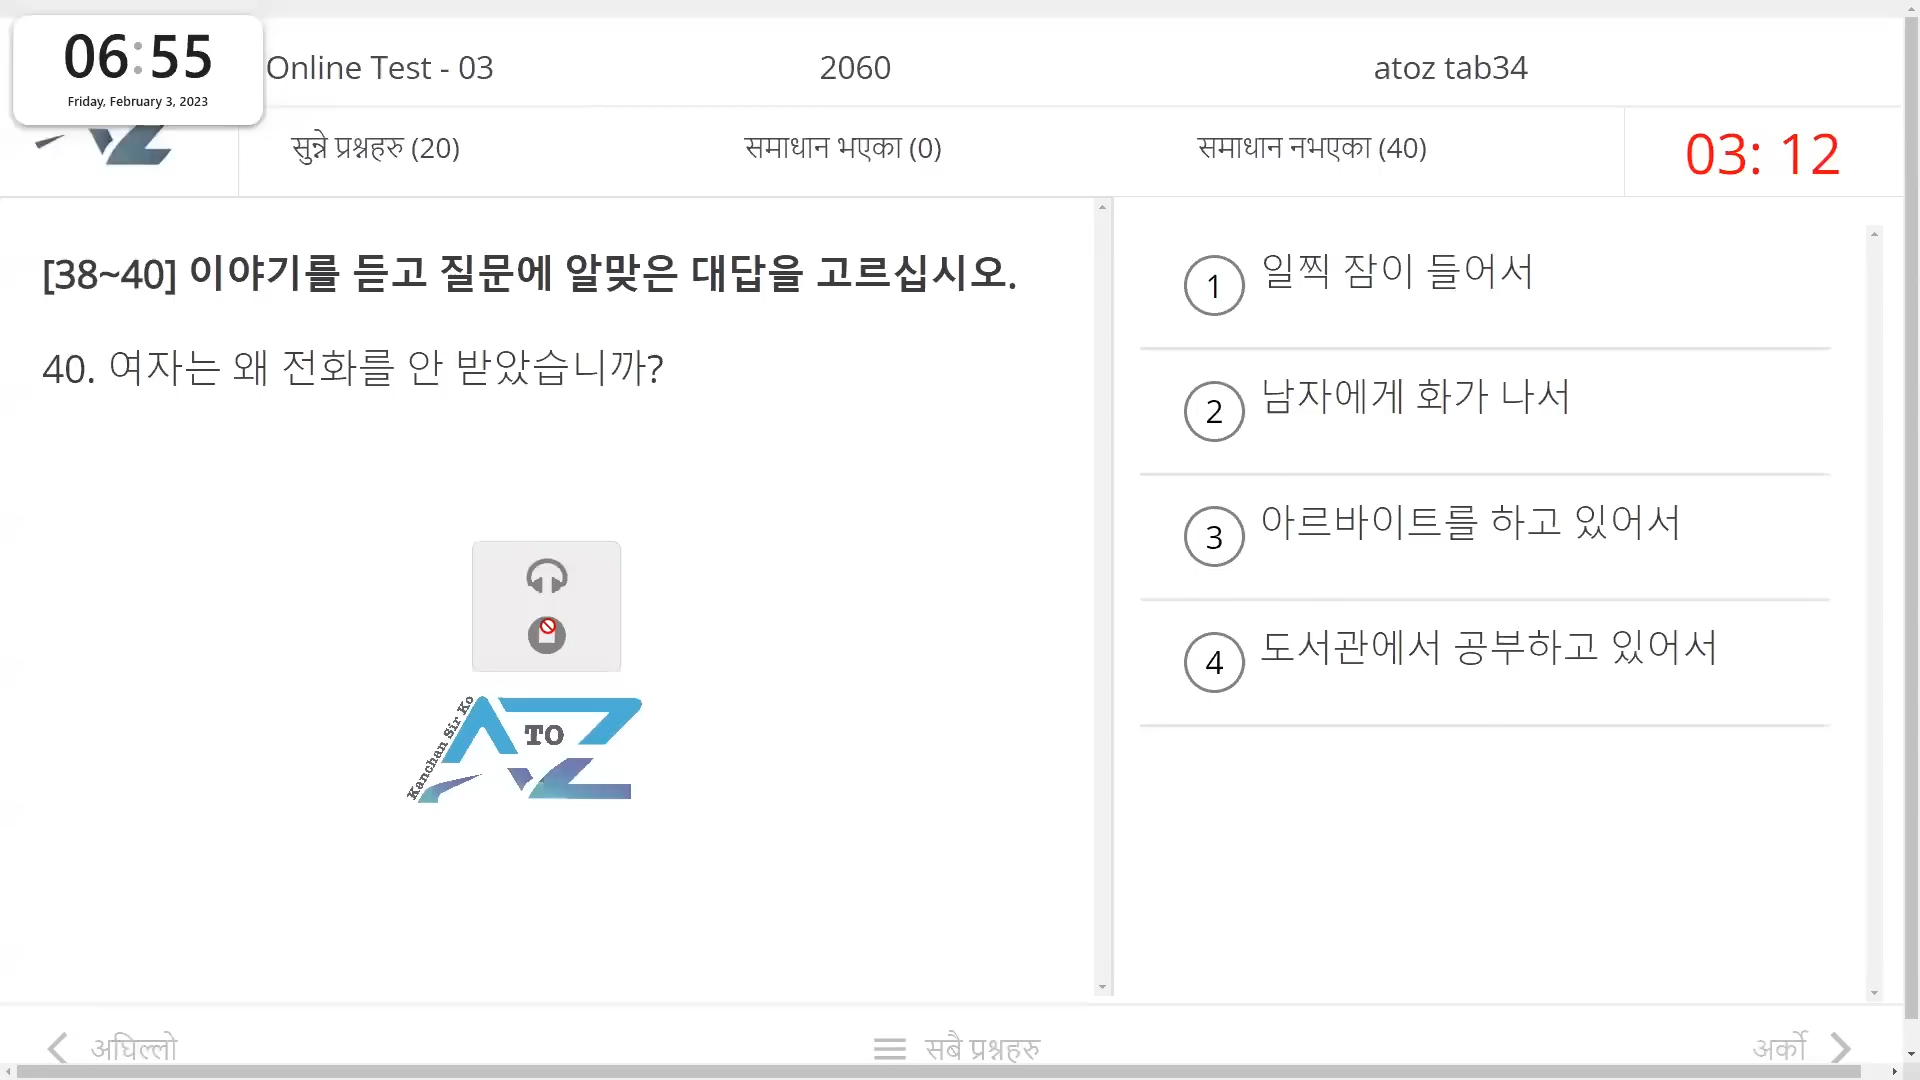 06:55
Friday, February 3, 2023
Online Test - 03
2060
atoz tab34
सुन्ने प्रश्नहरु (20)
समाधान भएका (0)
समाधान नभएका (40)
03: 12
[38~40] 이야기를 듣고 질문에 알맞은 대답을 고르십시오.
40. 여자는 왜 전화를 안 받았습니까?
Kanchan Sir Ko
A TO Z
1 일찍 잠이 들어서
2 남자에게 화가 나서
3 아르바이트를 하고 있어서
4 도서관에서 공부하고 있어서
अघिल्लो
सबै प्रश्नहरु
अर्को